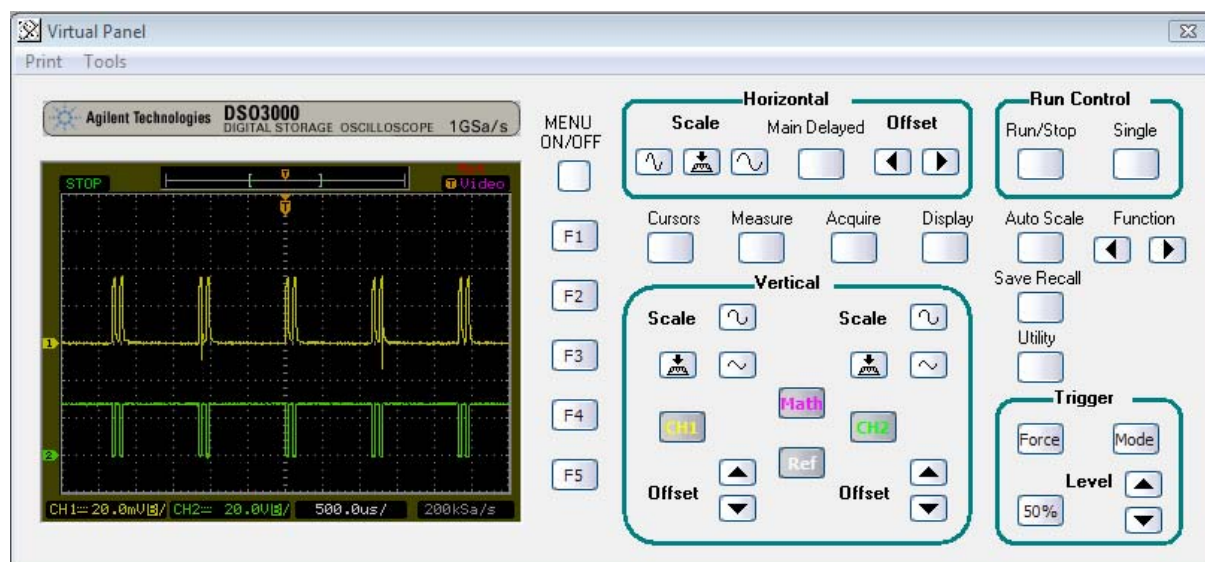 Virtual Panel
Print Tools
Agilent Technologies DSO3000
DIGITAL STORAGE OSCILLOSCOPE 1GSa/s
STOP
T Video
T
1
2
CH1 20.0mV B/ CH2 20.0V B/ 500.0us/ 200kSa/s
MENU
ON/OFF
F1
F2
F3
F4
F5
Horizontal
Scale Main Delayed Offset
Run Control
Run/Stop Single
Cursors Measure Acquire Display
Auto Scale Function
Save Recall
Utility
Vertical
Scale Scale
Math
CH1 CH2
Ref
Offset Offset
Trigger
Force Mode
Level
50%